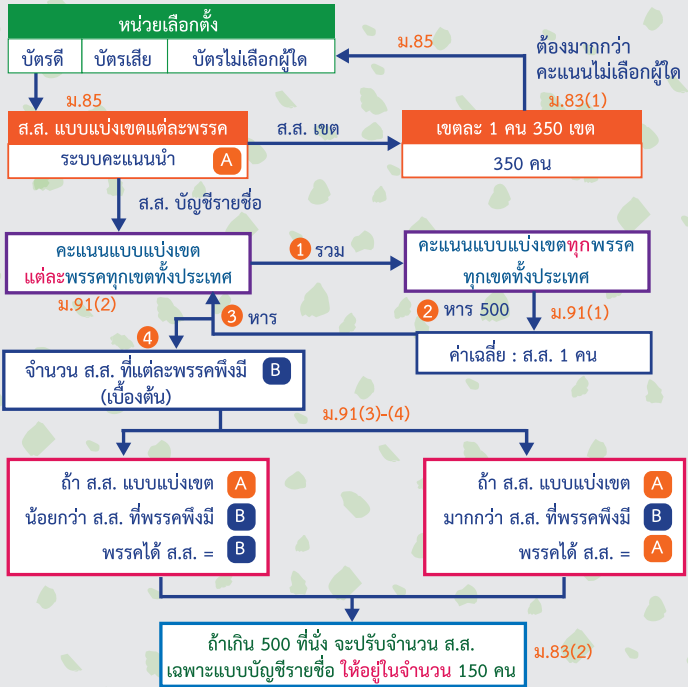 หน่วยเลือกตั้ง
บัตรดี บัตรเสีย บัตรไม่เลือกผู้ใด
ม.85
ต้องมากกว่า
คะแนนไม่เลือกผู้ใด
ม.85
ม.83(1)
ส.ส. แบบแบ่งเขตแต่ละพรรค
ระบบคะแนนนำ A
ส.ส. เขต
เขตละ 1 คน 350 เขต
350 คน
ส.ส. บัญชีรายชื่อ
คะแนนแบบแบ่งเขต
แต่ละพรรคทุกเขตทั้งประเทศ
ม.91(2)
1 รวม
คะแนนแบบแบ่งเขตทุกพรรค
ทุกเขตทั้งประเทศ
2 หาร 500
ม.91(1)
3 หาร
4
ค่าเฉลี่ย : ส.ส. 1 คน
จำนวน ส.ส. ที่แต่ละพรรคพึงมี B
(เบื้องต้น)
ม.91(3)-(4)
ถ้า ส.ส. แบบแบ่งเขต A
น้อยกว่า ส.ส. ที่พรรคพึงมี B
พรรคได้ ส.ส. = B
ถ้า ส.ส. แบบแบ่งเขต A
มากกว่า ส.ส. ที่พรรคพึงมี B
พรรคได้ ส.ส. = A
ถ้าเกิน 500 ที่นั่ง จะปรับจำนวน ส.ส.
เฉพาะแบบบัญชีรายชื่อ ให้อยู่ในจำนวน 150 คน
ม.83(2)